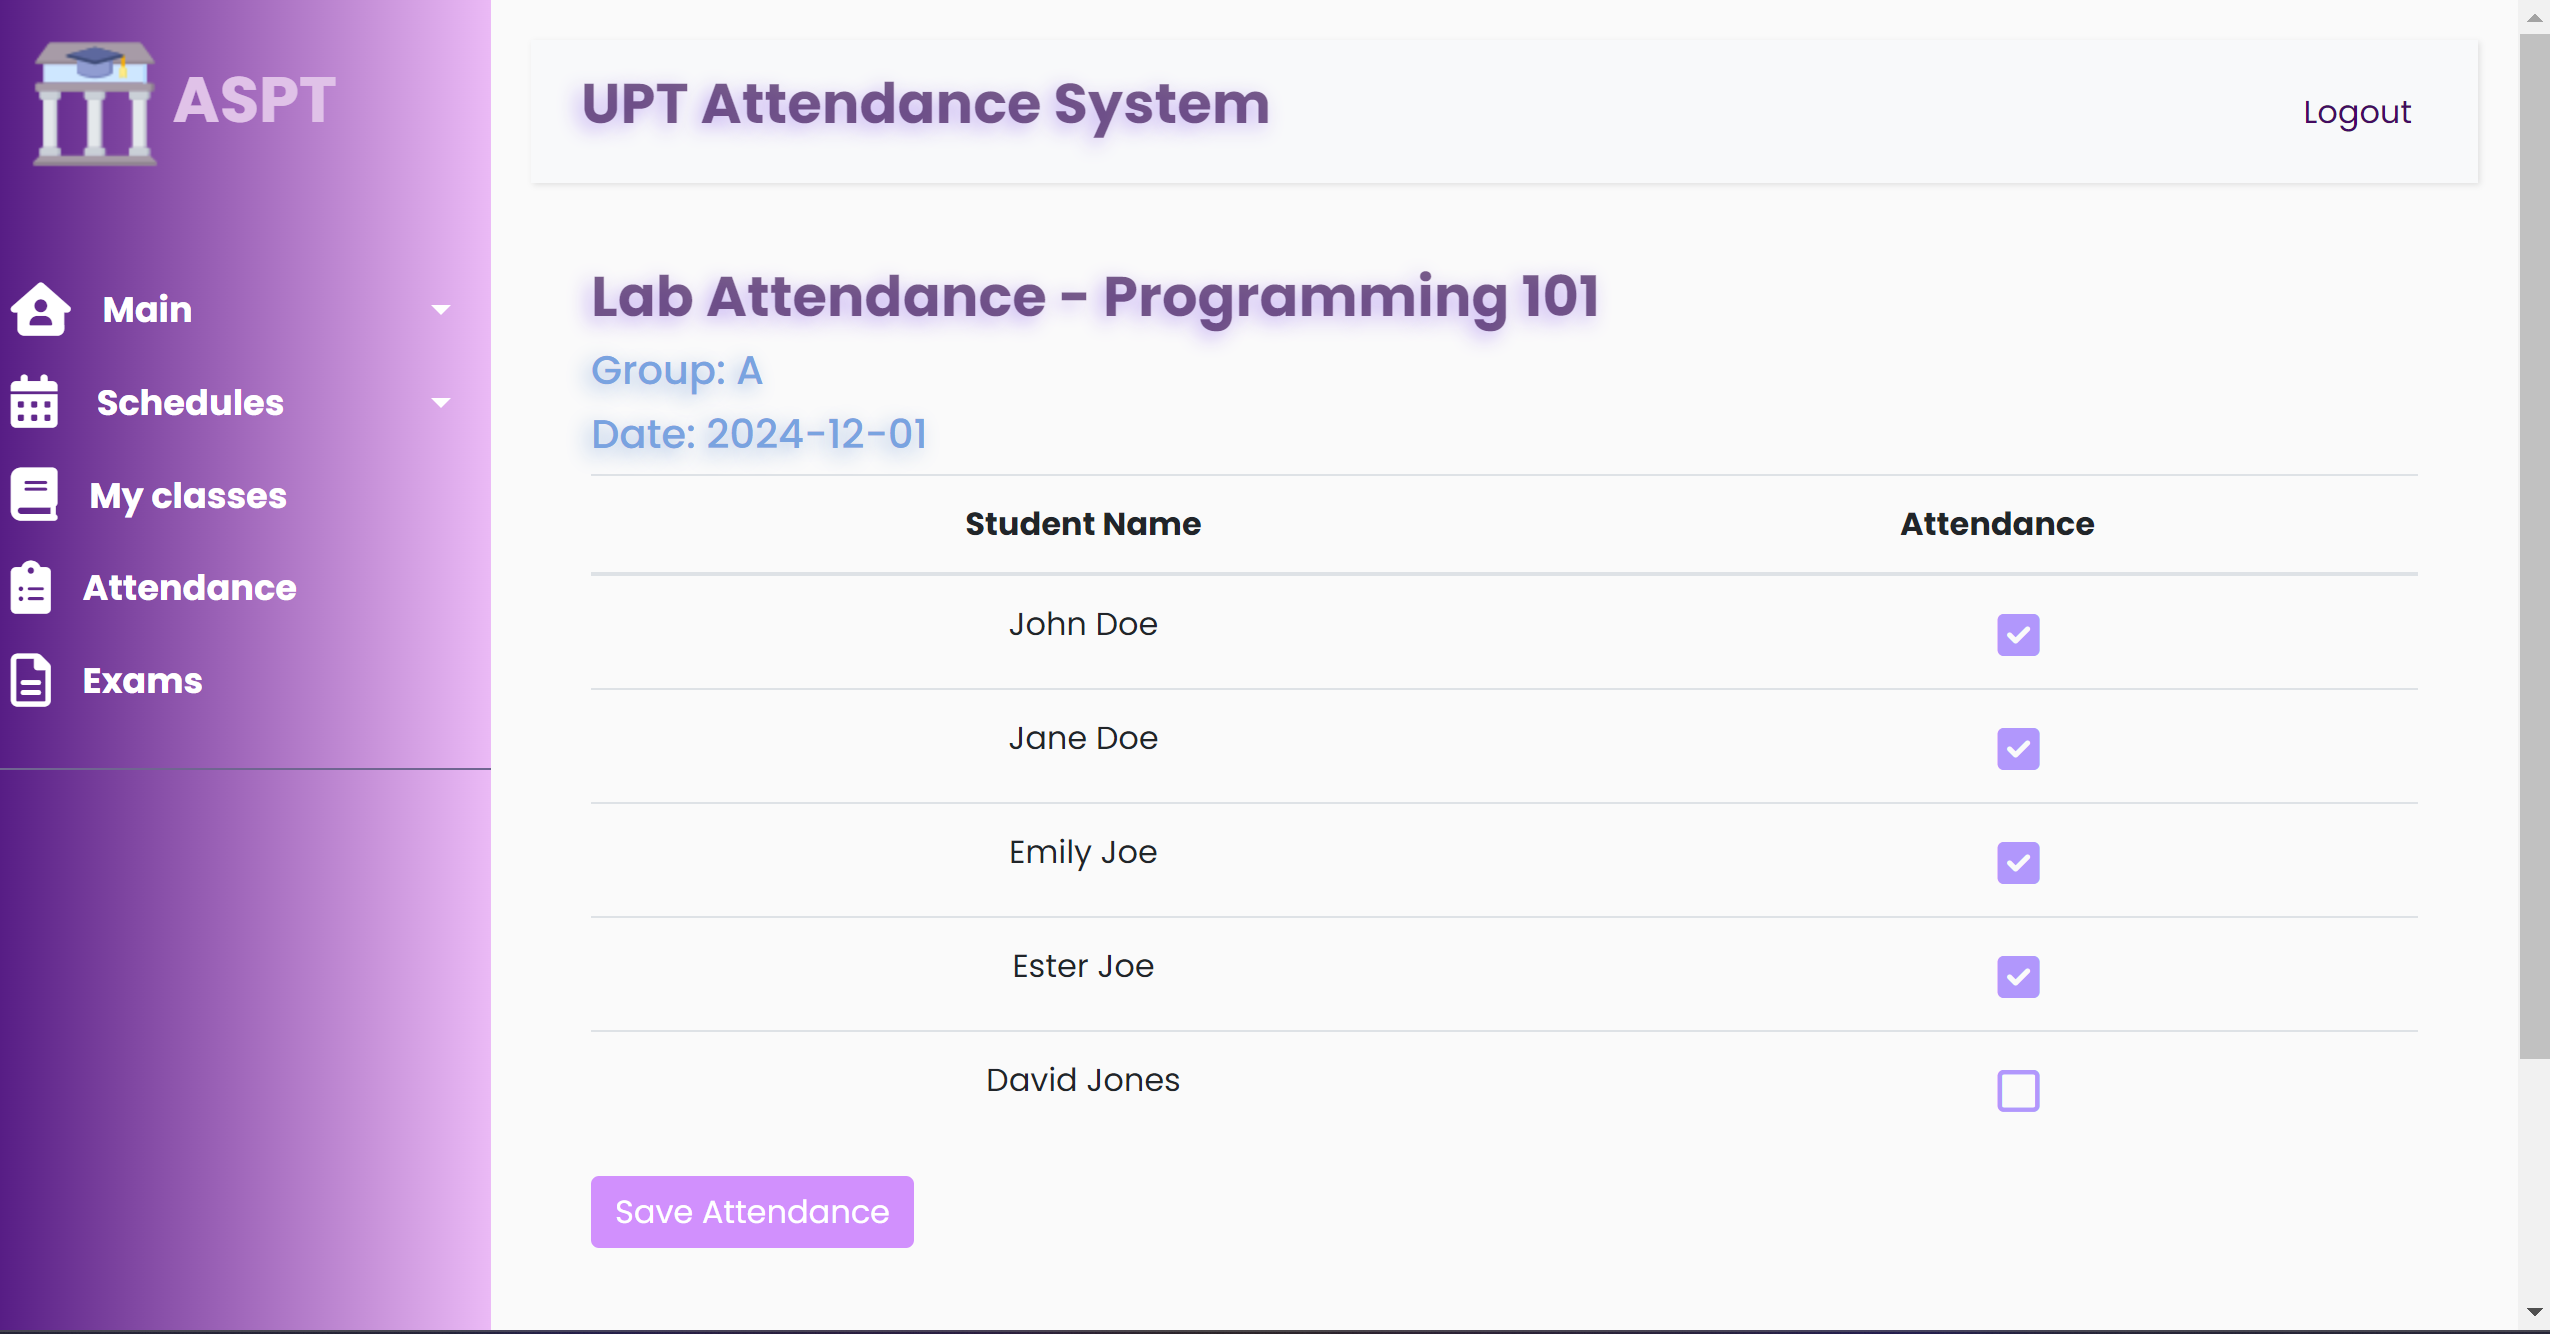 ASPT
Main
Schedules
My classes
Attendance
Exams
UPT Attendance System
Logout
Lab Attendance - Programming 101
Group: A
Date: 2024-12-01
Student Name Attendance
John Doe
Jane Doe
Emily Joe
Ester Joe
David Jones
Save Attendance